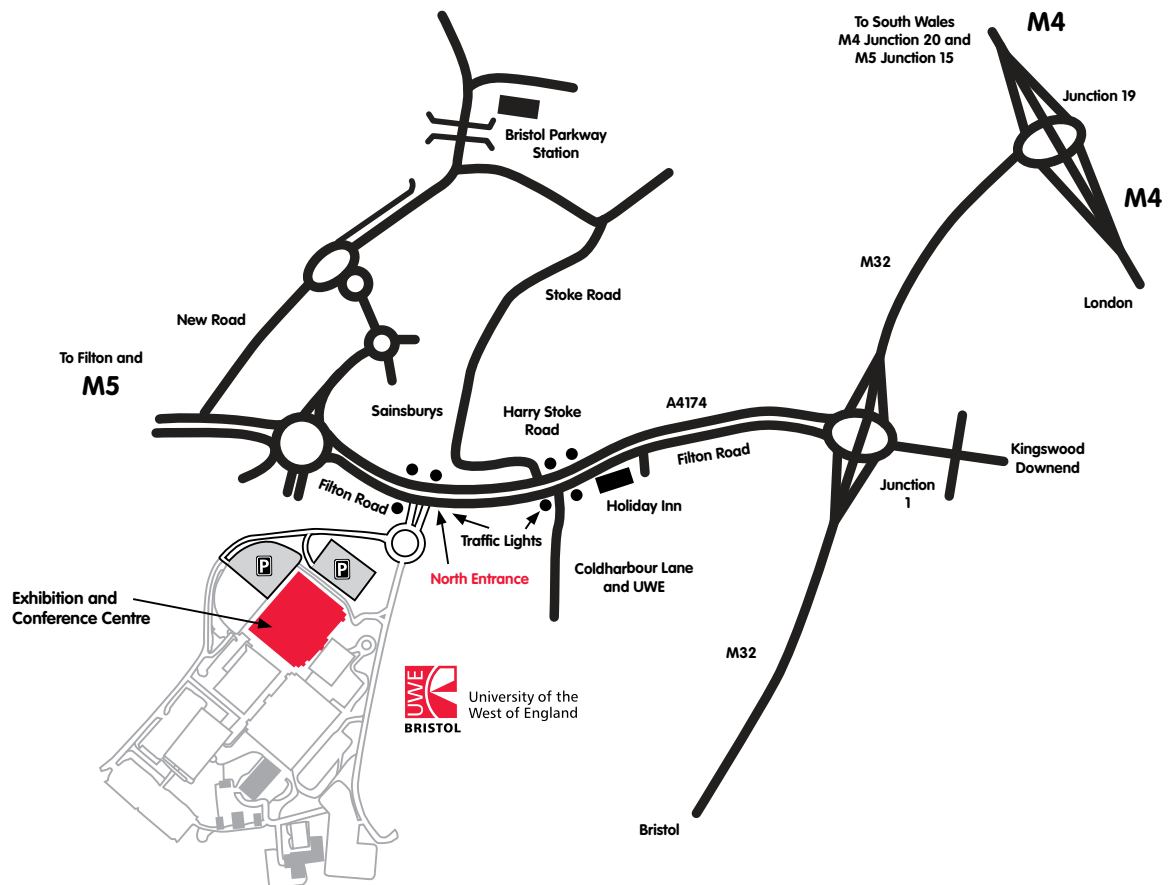 To South Wales
M4 Junction 20 and
M5 Junction 15
M4
Junction 19
Bristol Parkway
Station
M4
M32
Stoke Road
London
New Road
To Filton and
M5
Sainsburys
Harry Stoke
Road
A4174
Filton Road
Kingswood
Downend
Junction
1
Filton Road
Holiday Inn
Traffic Lights
P
P
North Entrance
Coldharbour Lane
and UWE
Exhibition and
Conference Centre
M32
UWE
BRISTOL
University of the
West of England
Bristol